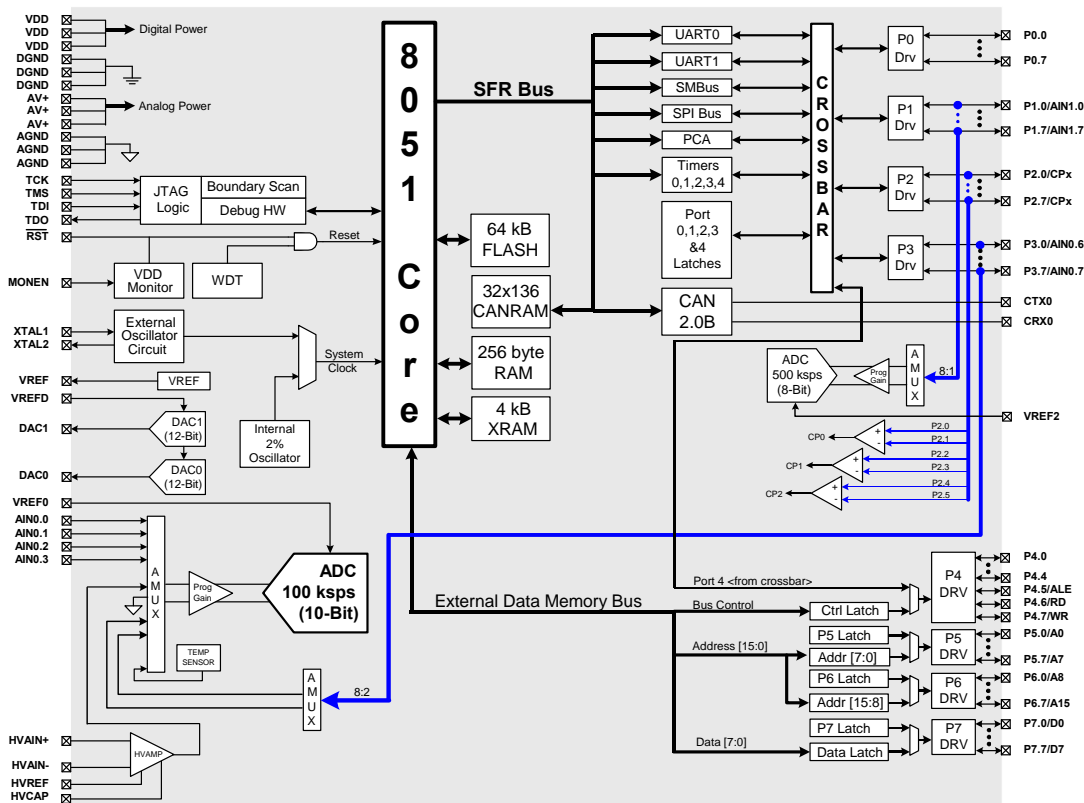 VDD
VDD
VDD
Digital Power
DGND
DGND
DGND
AV+
AV+
AV+
Analog Power
AGND
AGND
AGND
TCK
TMS
TDI
TDO
JTAG
Logic
Boundary Scan
Debug HW
RST
Reset
MONEN
VDD
Monitor
WDT
XTAL1
XTAL2
External
Oscillator
Circuit
System
Clock
VREF
VREF
VREFD
DAC1
DAC1
(12-Bit)
Internal
2%
Oscillator
DAC0
DAC0
(12-Bit)
VREF0
AIN0.0
AIN0.1
AIN0.2
AIN0.3
A
M
U
X
Prog
Gain
ADC
100 ksps
(10-Bit)
TEMP
SENSOR
A
M
U
X
8:2
HVAIN+
HVAIN-
HVREF
HVCAP
HVAMP
8
0
5
1
C
o
r
e
SFR Bus
64 kB
FLASH
32x136
CANRAM
256 byte
RAM
4 kB
XRAM
External Data Memory Bus
UART0
UART1
SMBus
SPI Bus
PCA
Timers
0,1,2,3,4
Port
0,1,2,3
&4
Latches
CAN
2.0B
C
R
O
S
S
B
A
R
P0
Drv
P1
Drv
P2
Drv
P3
Drv
P0.0
P0.7
P1.0/AIN1.0
P1.7/AIN1.7
P2.0/CPx
P2.7/CPx
P3.0/AIN0.6
P3.7/AIN0.7
CTX0
CRX0
ADC
500 ksps
(8-Bit)
Prog
Gain
A
M
U
X
8:1
VREF2
CP0
+
-
P2.0
P2.1
CP1
+
-
P2.2
P2.3
CP2
+
-
P2.4
P2.5
Port 4 <from crossbar>
Bus Control
Ctrl Latch
P4
DRV
P4.0
P4.4
P4.5/ALE
P4.6/RD
P4.7/WR
Address [15:0]
P5 Latch
Addr [7:0]
P5
DRV
P5.0/A0
P5.7/A7
P6 Latch
Addr [15:8]
P6
DRV
P6.0/A8
P6.7/A15
Data [7:0]
P7 Latch
Data Latch
P7
DRV
P7.0/D0
P7.7/D7